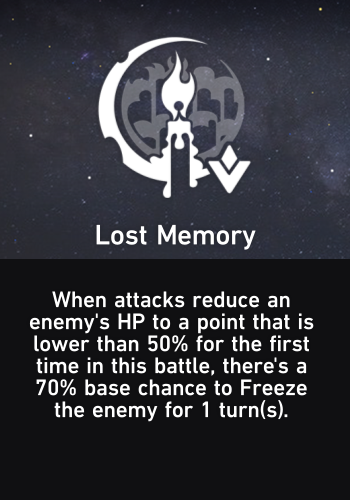 Lost Memory
When attacks reduce an
enemy's HP to a point that is
lower than 50% for the first
time in this battle, there's a
70% base chance to Freeze
the enemy for 1 turn(s).